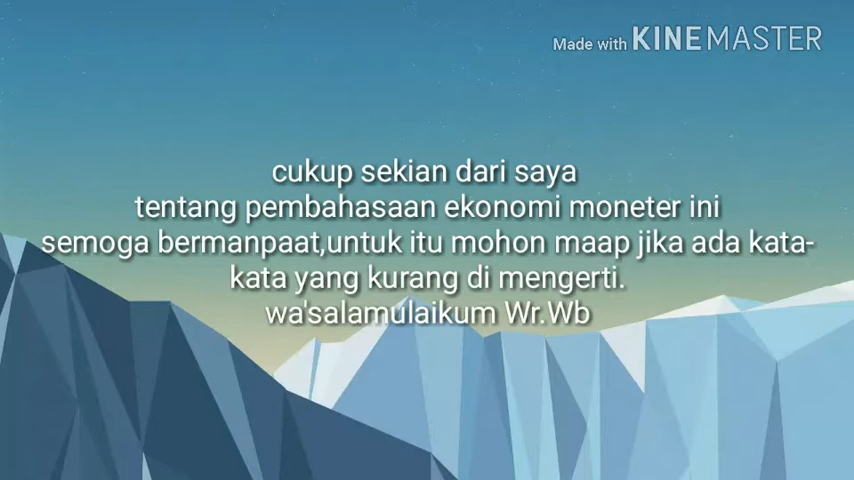 Made with KINEMASTER
cukup sekian dari saya
tentang pembahasaan ekonomi moneter ini
semoga bermanpaat,untuk itu mohon maap jika ada kata-
kata yang kurang di mengerti.
wa'salamulaikum Wr.Wb